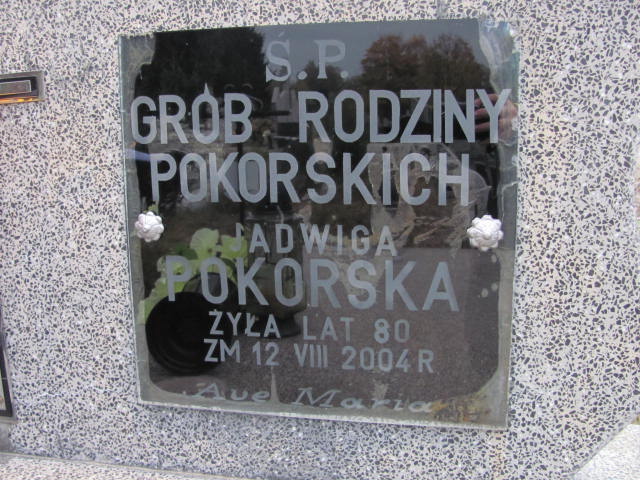 Ś.P.
GRÓB RODZINY
POKORSKICH
JADWIGA
POKORSKA
ŻYŁA LAT 80
ZM 12 VIII 2004 R
Ave Maria